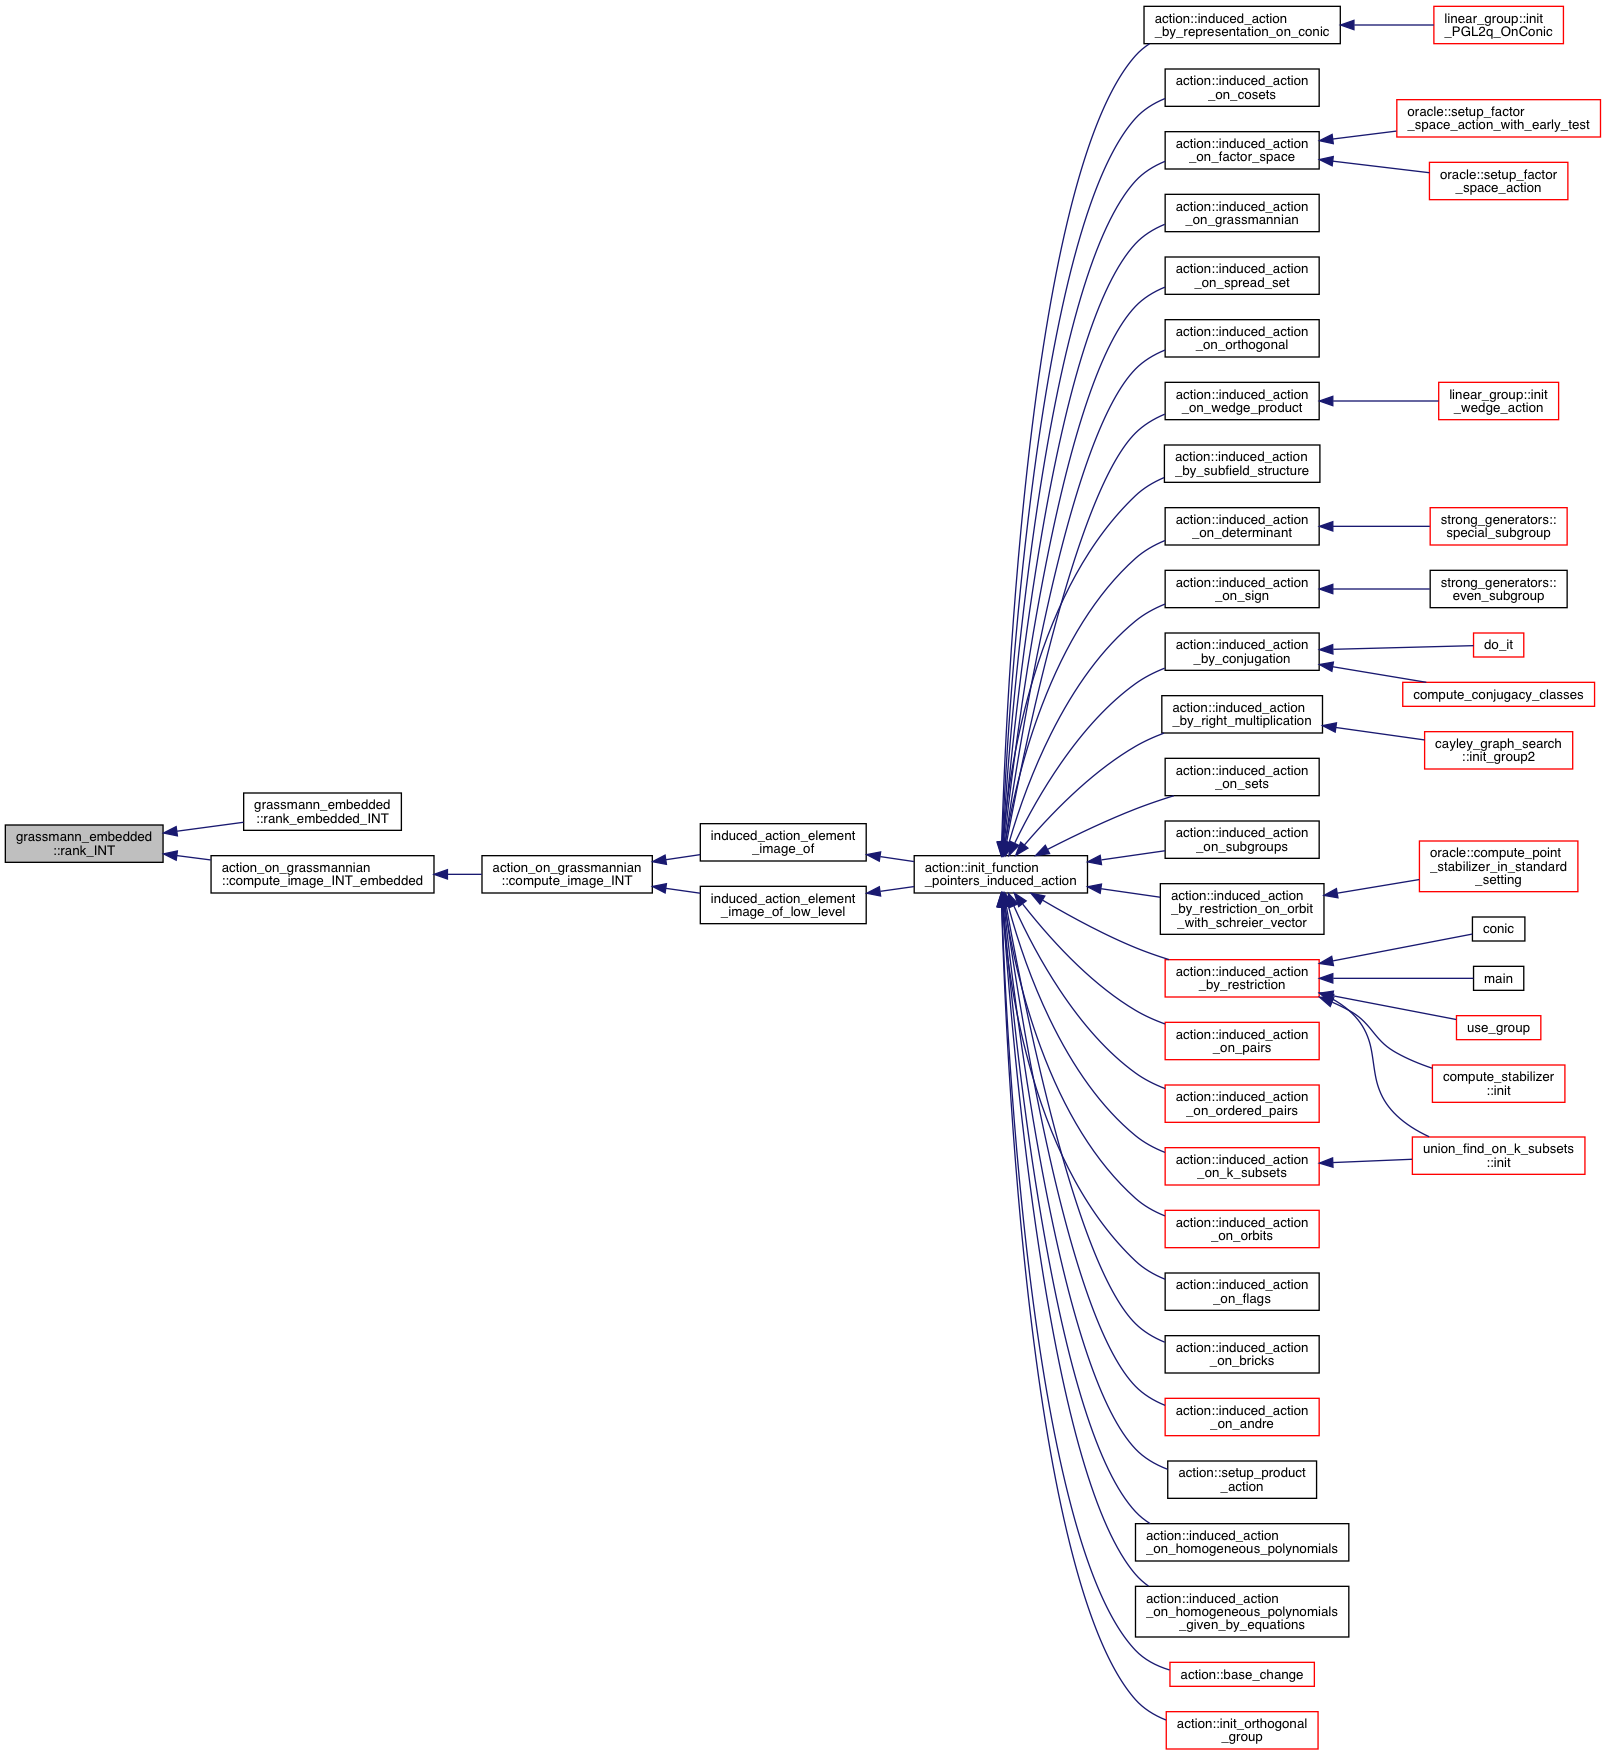 grassmann_embedded
::rank_INT
grassmann_embedded
::rank_embedded_INT
action_on_grassmannian
::compute_image_INT_embedded
action_on_grassmannian
::compute_image_INT
induced_action_element
_image_of
induced_action_element
_image_of_low_level
action::init_function
_pointers_induced_action
action::induced_action
_by_representation_on_conic
linear_group::init
_PGL2q_OnConic
action::induced_action
_on_cosets
action::induced_action
_on_factor_space
oracle::setup_factor
_space_action_with_early_test
oracle::setup_factor
_space_action
action::induced_action
_on_grassmannian
action::induced_action
_on_spread_set
action::induced_action
_on_orthogonal
action::induced_action
_on_wedge_product
linear_group::init
_wedge_action
action::induced_action
_by_subfield_structure
action::induced_action
_on_determinant
strong_generators::
special_subgroup
action::induced_action
_on_sign
strong_generators::
even_subgroup
action::induced_action
_by_conjugation
do_it
compute_conjugacy_classes
action::induced_action
_by_right_multiplication
cayley_graph_search
::init_group2
action::induced_action
_on_sets
action::induced_action
_on_subgroups
action::induced_action
_by_restriction_on_orbit
_with_schreier_vector
oracle::compute_point
_stabilizer_in_standard
_setting
action::induced_action
_by_restriction
conic
main
use_group
compute_stabilizer
::init
union_find_on_k_subsets
::init
action::induced_action
_on_pairs
action::induced_action
_on_ordered_pairs
action::induced_action
_on_k_subsets
action::induced_action
_on_orbits
action::induced_action
_on_flags
action::induced_action
_on_bricks
action::induced_action
_on_andre
action::setup_product
_action
action::induced_action
_on_homogeneous_polynomials
action::induced_action
_on_homogeneous_polynomials
_given_by_equations
action::base_change
action::init_orthogonal
_group